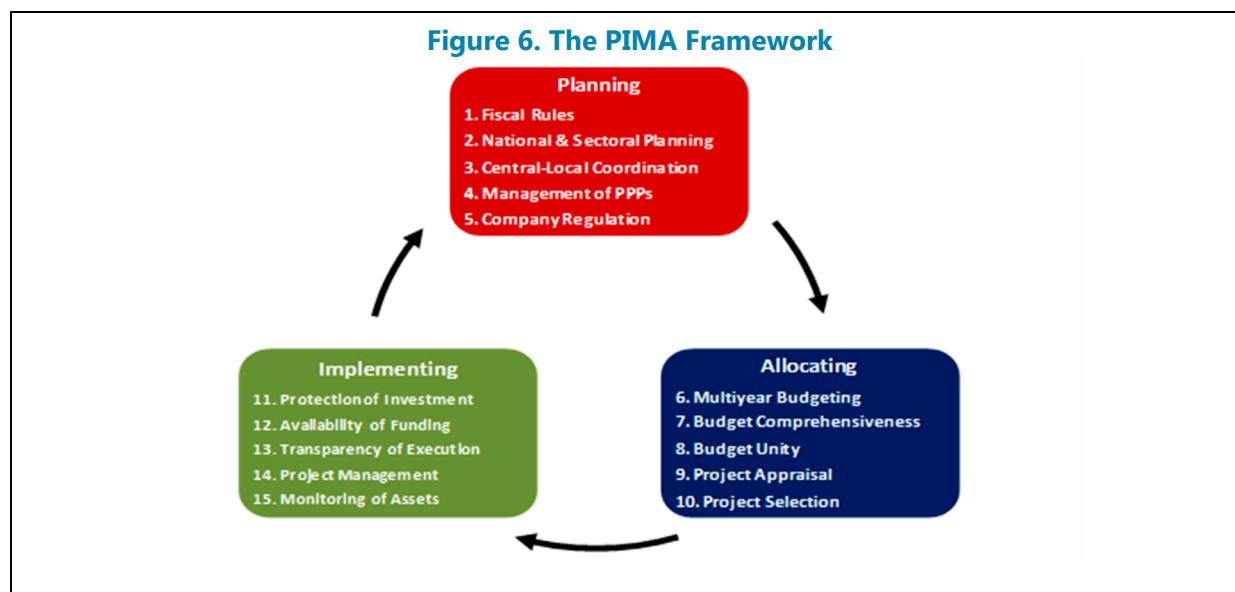 Figure 6. The PIMA Framework
Planning
1. Fiscal Rules
2. National & Sectoral Planning
3. Central-Local Coordination
4. Management of PPPs
5. Company Regulation
Allocating
6. Multiyear Budgeting
7. Budget Comprehensiveness
8. Budget Unity
9. Project Appraisal
10. Project Selection
Implementing
11. Protection of Investment
12. Availability of Funding
13. Transparency of Execution
14. Project Management
15. Monitoring of Assets